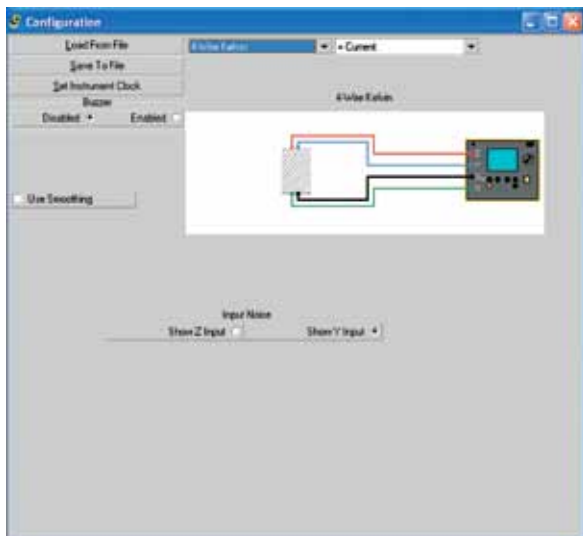 Configuration
Load From File
4-Wire Kelvin
+ Current
Save To File
Set Instrument Clock
Buzzer
4-Wire Kelvin
Disabled
Enabled
Use Smoothing
Input Noise
Show Z Input
Show Y Input